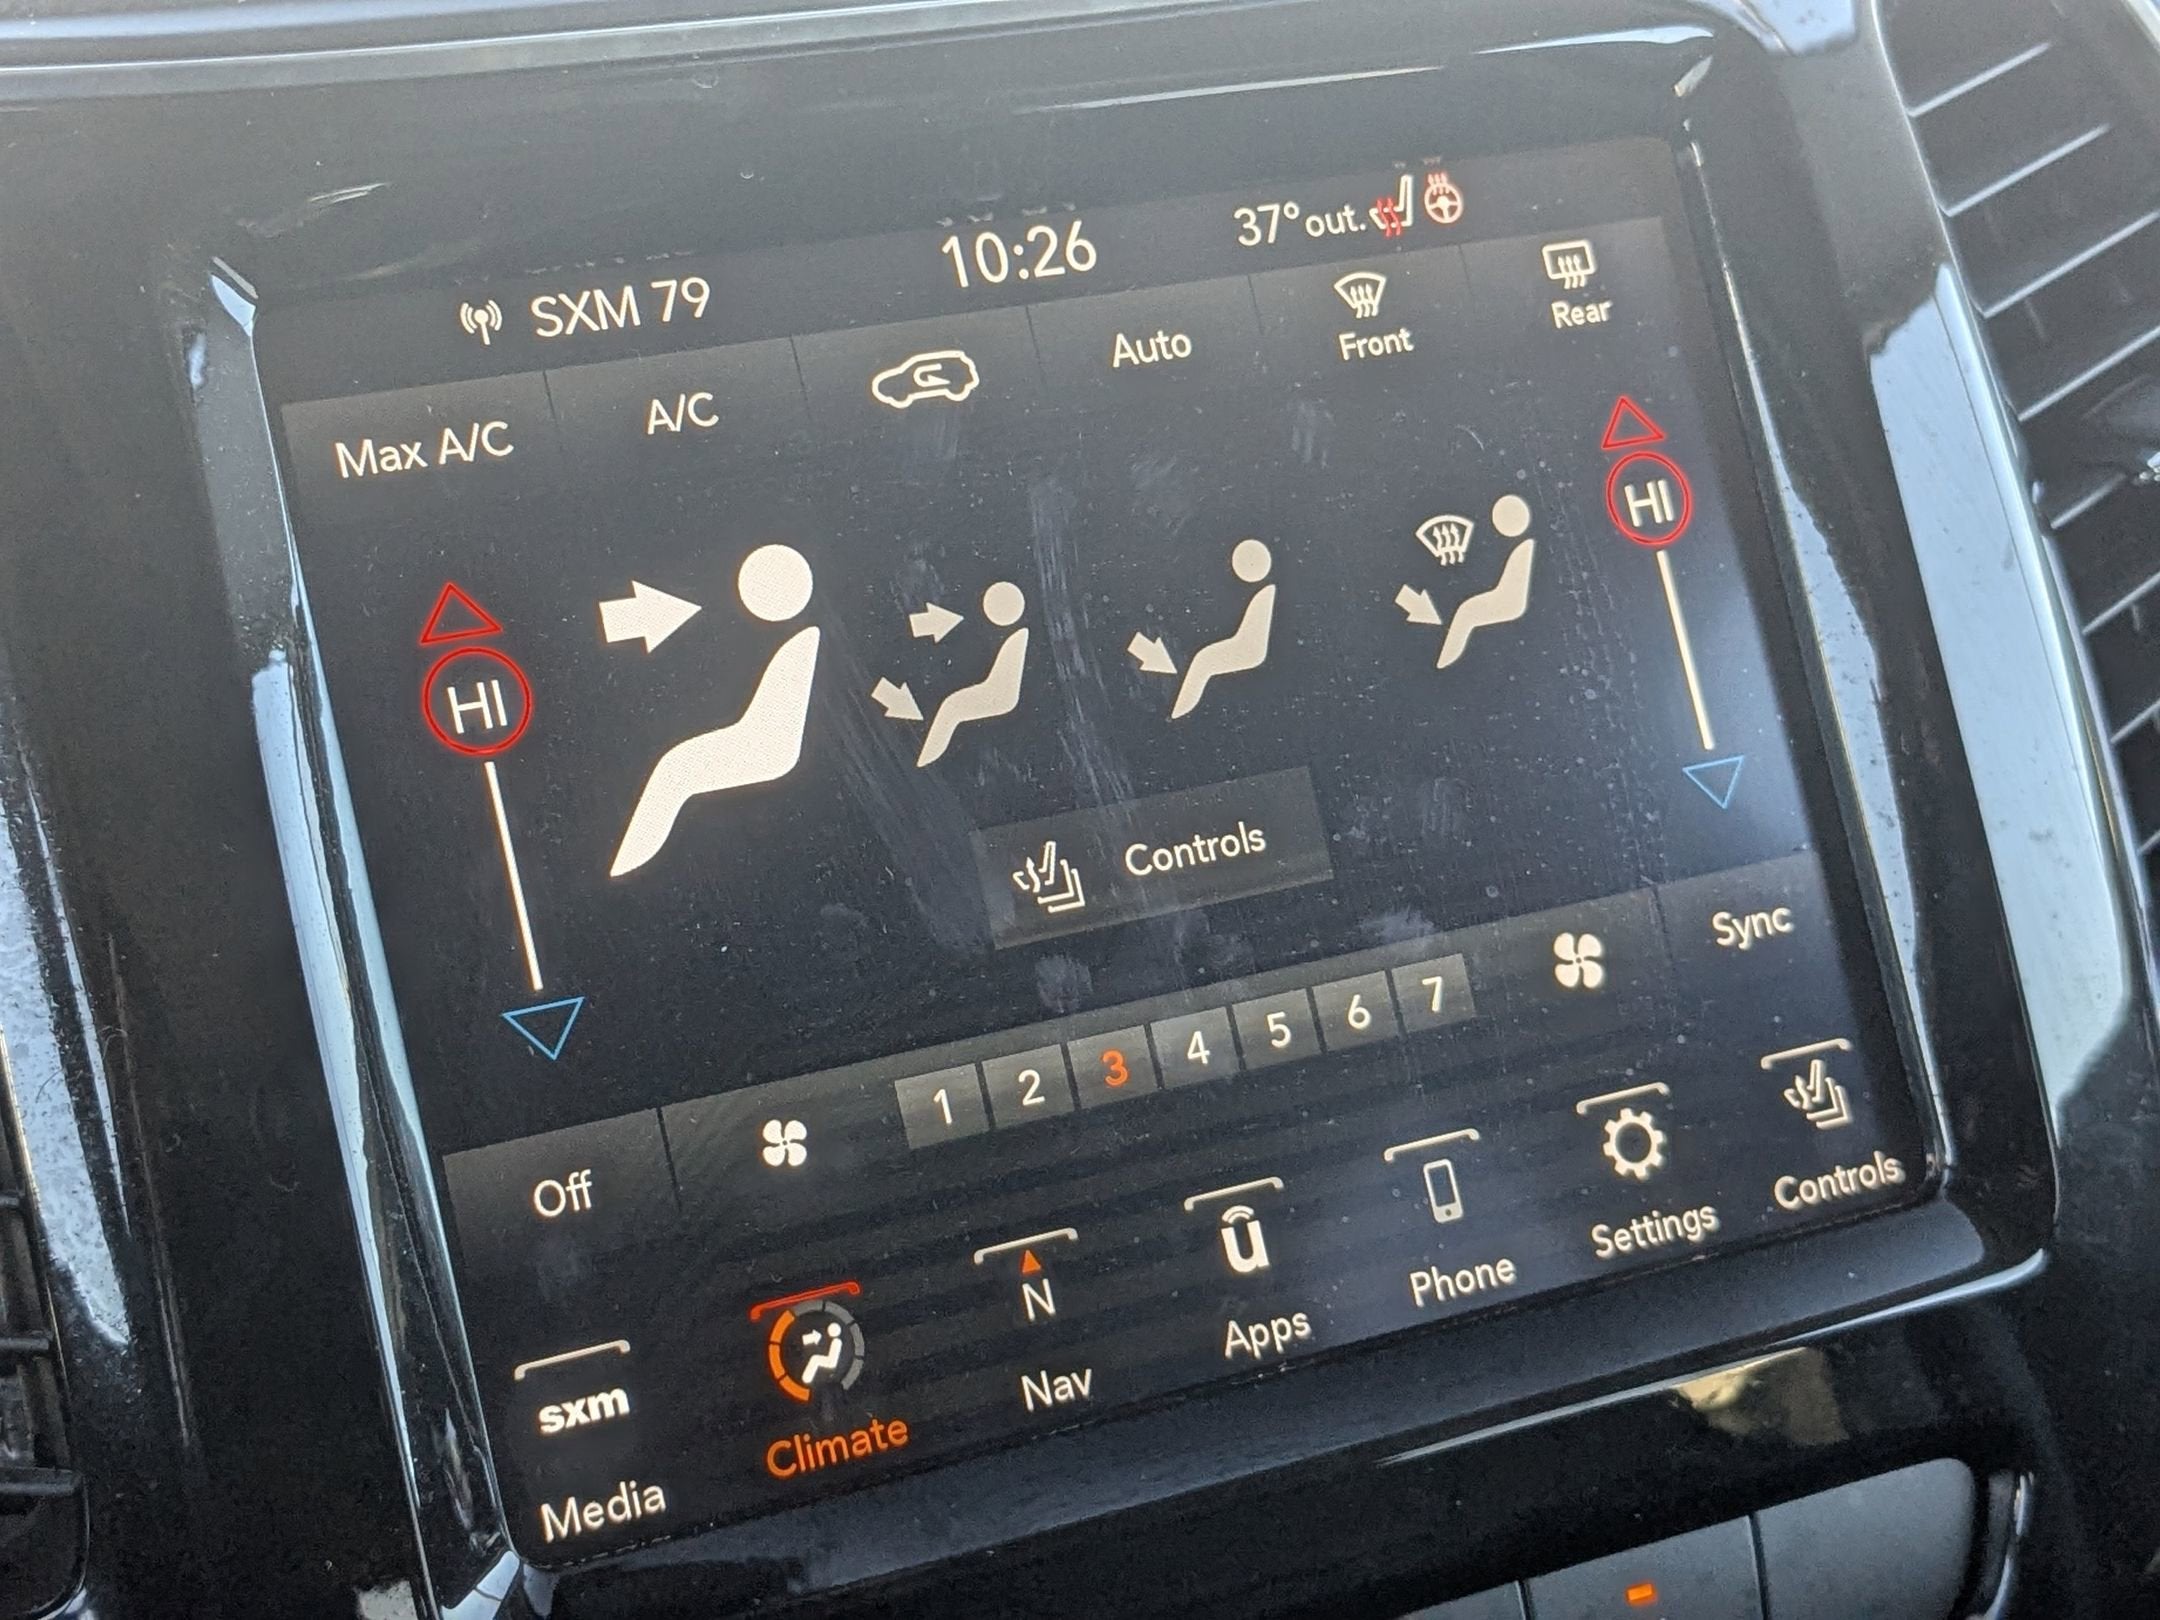 SXM 79
10:26
37° out.
Max A/C
A/C
Auto
Front
Rear
HI
HI
Controls
Off
1 2 3 4 5 6 7
Sync
sxm
Media
Climate
N
Nav
u
Apps
Phone
Settings
Controls